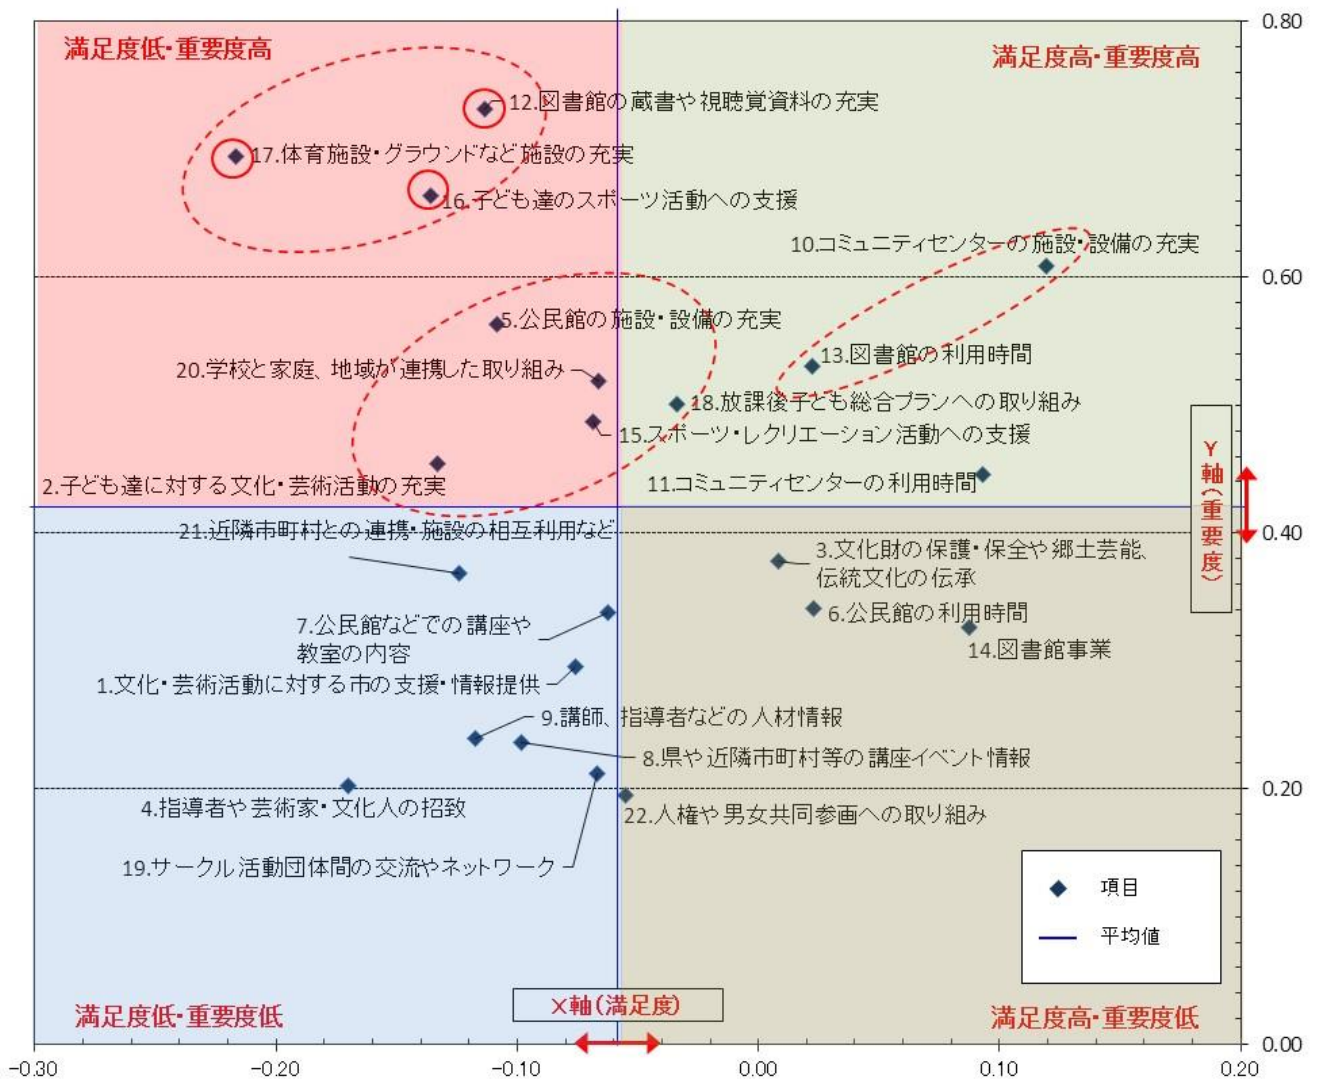 0.80
満足度低・重要度高
満足度高・重要度高
12.図書館の蔵書や視聴覚資料の充実
17.体育施設・グラウンドなど施設の充実
16.子ども達のスポーツ活動への支援
10.コミュニティセンターの施設・設備の充実
0.60
5.公民館の施設・設備の充実
13.図書館の利用時間
20.学校と家庭、地域が連携した取り組み
18.放課後子ども総合プランへの取り組み
15.スポーツ・レクリエーション活動への支援
Y軸(重要度)
11.コミュニティセンターの利用時間
2.子ども達に対する文化・芸術活動の充実
21.近隣市町村との連携・施設の相互利用など
0.40
3.文化財の保護・保全や郷土芸能、
伝統文化の伝承
6.公民館の利用時間
7.公民館などでの講座や
教室の内容
14.図書館事業
1.文化・芸術活動に対する市の支援・情報提供
9.講師、指導者などの人材情報
8.県や近隣市町村等の講座イベント情報
0.20
4.指導者や芸術家・文化人の招致
22.人権や男女共同参画への取り組み
19.サークル活動団体間の交流やネットワーク
項目
平均値
X軸(満足度)
満足度低・重要度低
満足度高・重要度低
0.00
-0.30
-0.20
-0.10
0.00
0.10
0.20